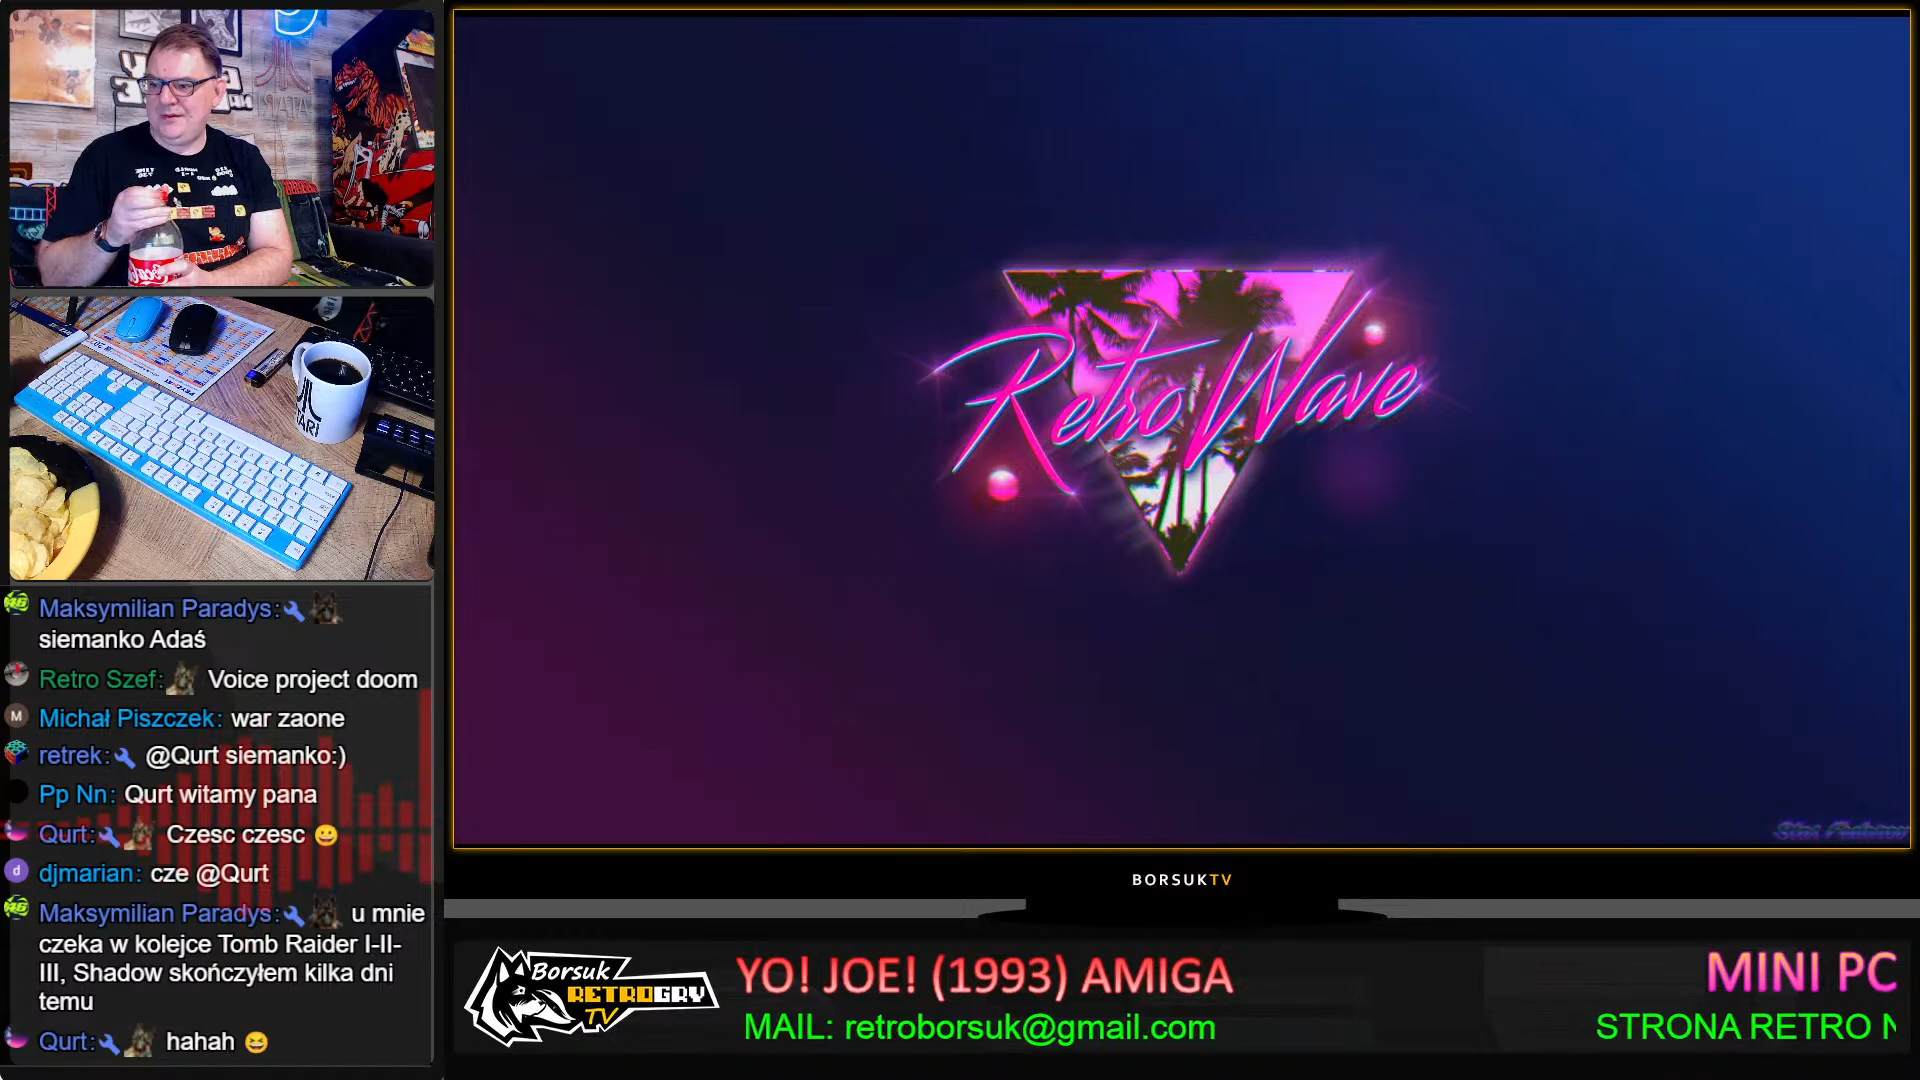 ATARI
Maksymilian Paradys:
siemanko Adaś
Retro Szef: Voice project doom
Michał Piszczek: war zaone
retrek: @Qurt siemanko:)
Pp Nn: Qurt witamy pana
Qurt: Czesc czesc 😀
djmarian: cze @Qurt
Maksymilian Paradys: u mnie
czeka w kolejce Tomb Raider I-II-
III, Shadow skończyłem kilka dni
temu
Qurt: hahah 😆
Retro Wave
BORSUKTV
Borsuk
RETROGRY
TV
YO! JOE! (1993) AMIGA
MAIL: retroborsuk@gmail.com
MINI PC
STRONA RETRO N